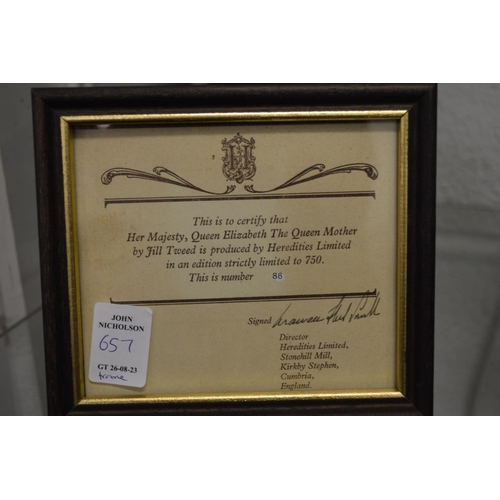 H
This is to certify that
Her Majesty, Queen Elizabeth The Queen Mother
by Jill Tweed is produced by Heredities Limited
in an edition strictly limited to 750.
This is number 86
Signed
Director
Heredities Limited,
Stonehill Mill,
Kirkby Stephen,
Cumbria,
England.
JOHN
NICHOLSON
657
GT 26-08-23
frome